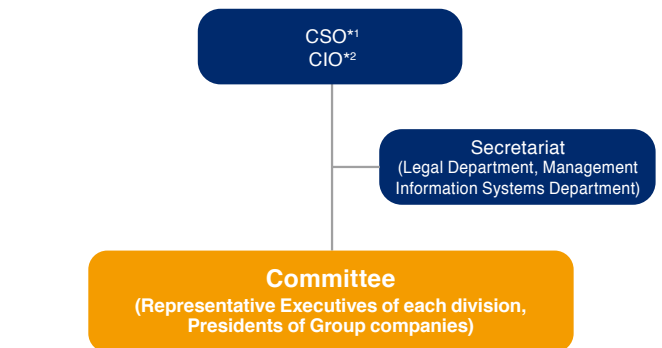 CSO*1
CIO*2
Secretariat
(Legal Department, Management
Information Systems Department)
Committee
(Representative Executives of each division,
Presidents of Group companies)